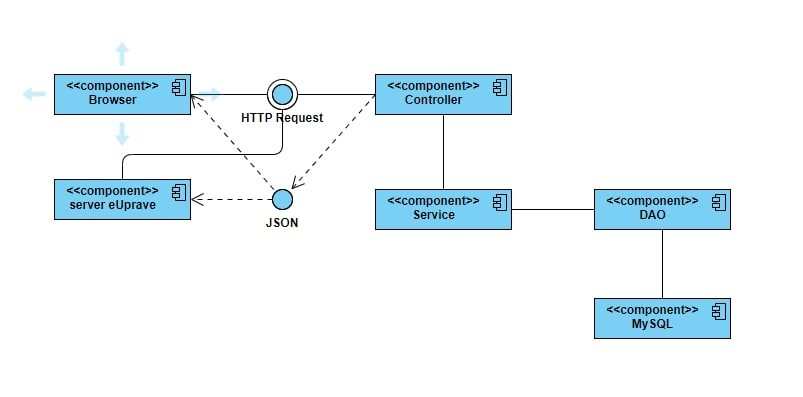 <<component>>
Browser
HTTP Request
<<component>>
Controller
<<component>>
server eUprave
JSON
<<component>>
Service
<<component>>
DAO
<<component>>
MySQL